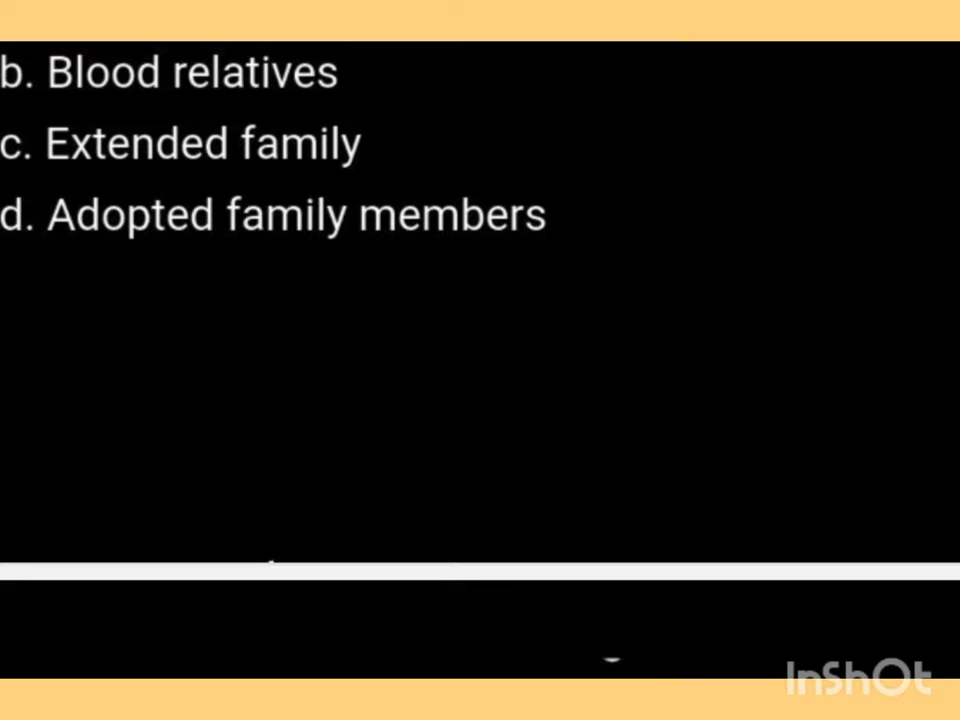 b. Blood relatives
c. Extended family
d. Adopted family members
InShOt